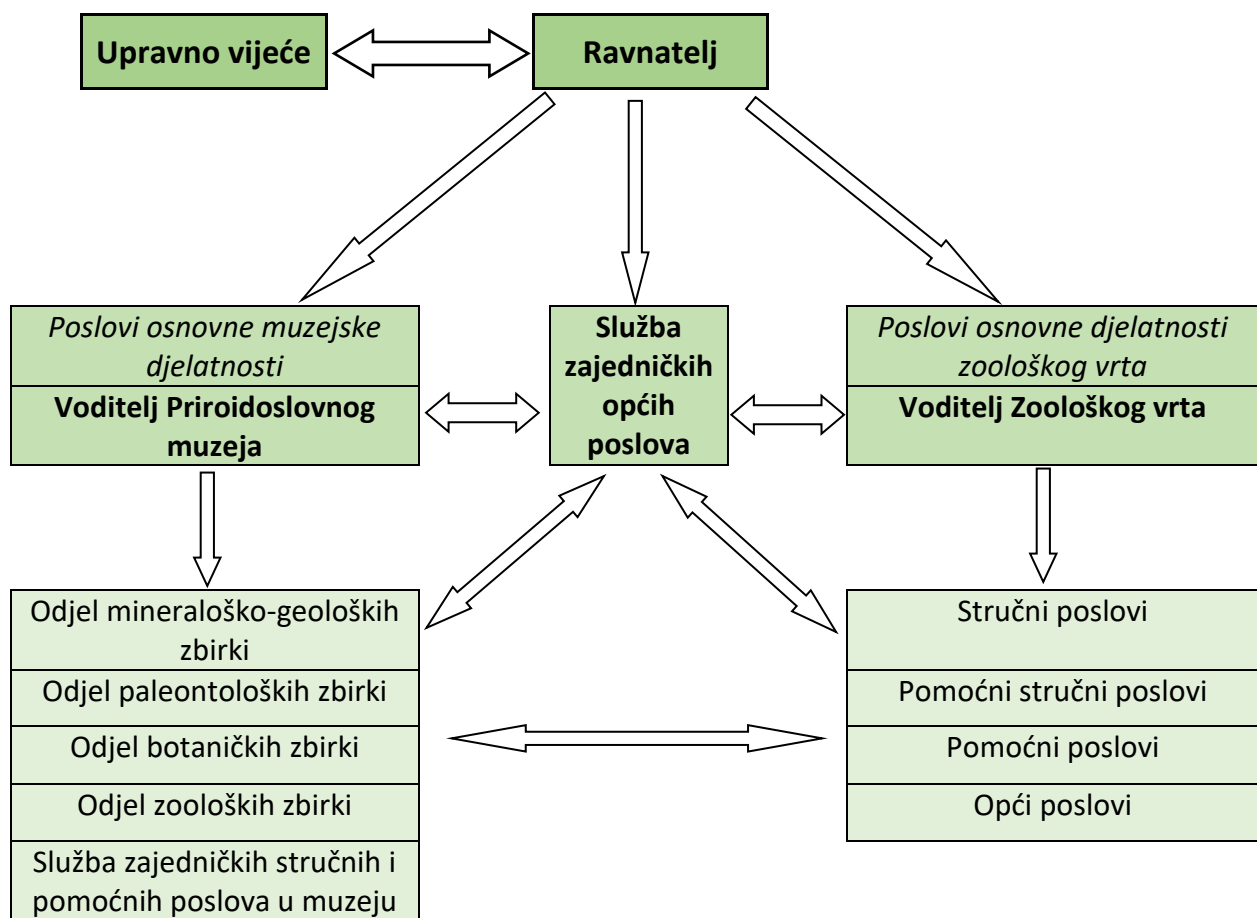 Upravno vijeće
Ravnatelj
Poslovi osnovne muzejske
djelatnosti
Voditelj Priroidoslovnog
muzeja
Služba
zajedničkih
općih
poslova
Poslovi osnovne djelatnosti
zoološkog vrta
Voditelj Zoološkog vrta
Odjel mineraloško-geoloških
zbirki
Odjel paleontoloških zbirki
Odjel botaničkih zbirki
Odjel zooloških zbirki
Služba zajedničkih stručnih i
pomoćnih poslova u muzeju
Stručni poslovi
Pomoćni stručni poslovi
Pomoćni poslovi
Opći poslovi